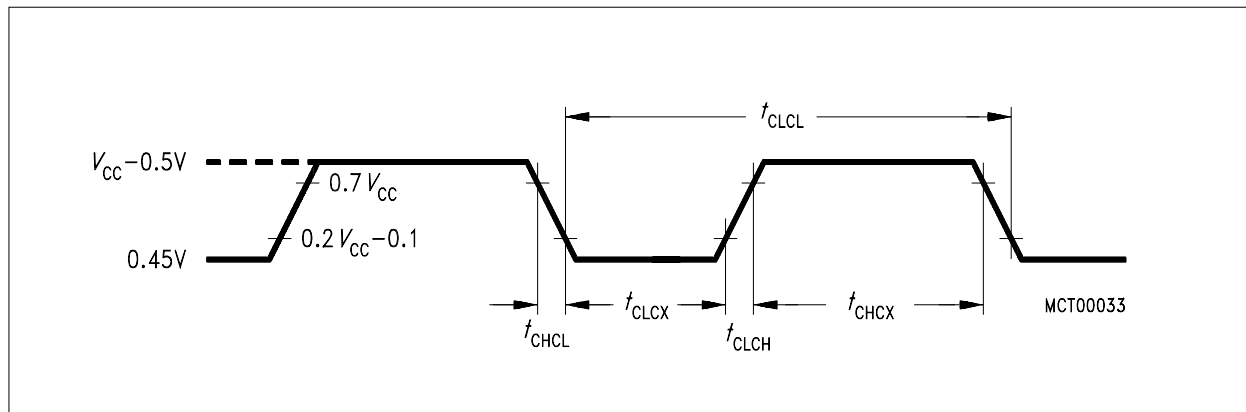 tCLCL
VCC−0.5V
0.7 VCC
0.2 VCC−0.1
0.45V
tCHCL
tCLCX
tCLCH
tCHCX
MCT00033